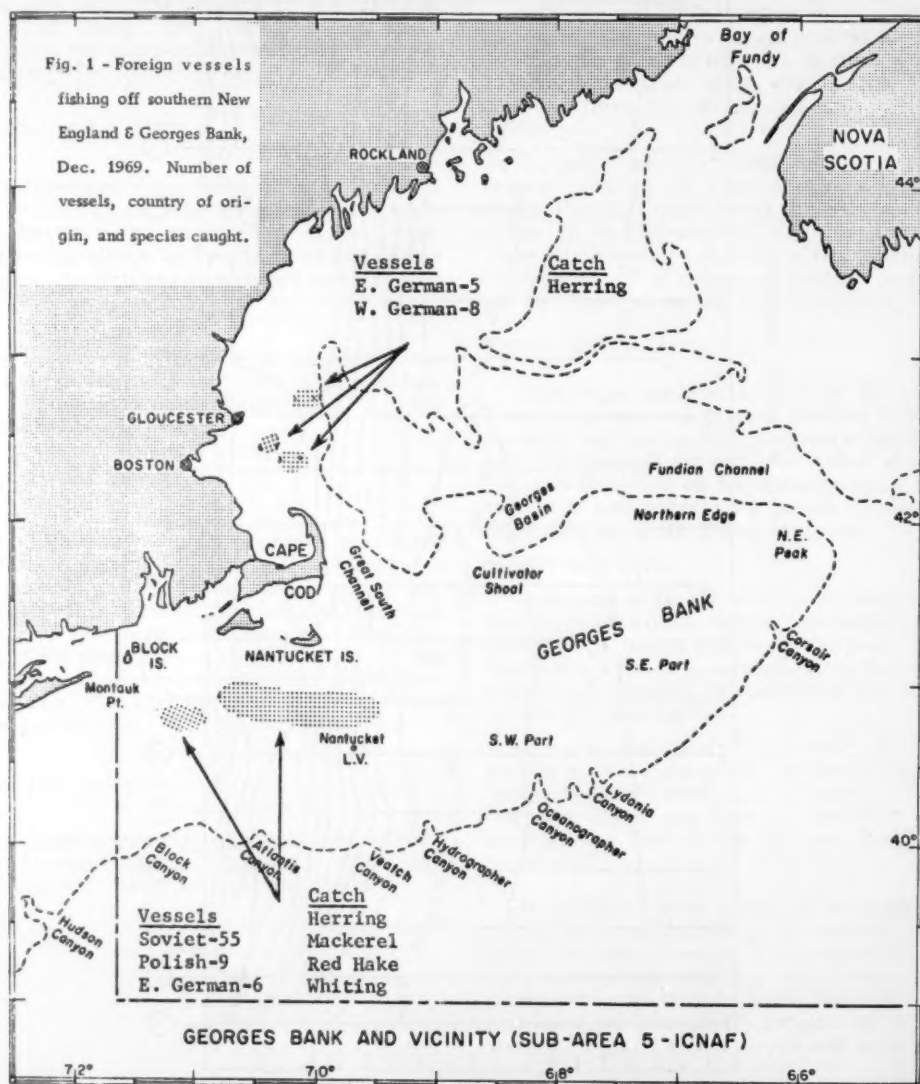 Fig. 1 - Foreign vessels
fishing off southern New
England & Georges Bank,
Dec. 1969. Number of
vessels, country of ori-
gin, and species caught.
Bay of
Fundy
NOVA
SCOTIA
ROCKLAND
44°
Vessels
E. German-5
W. German-8
Catch
Herring
GLOUCESTER
BOSTON
Fundian Channel
Georges
Basin
Northern Edge
42°
N.E.
Peak
CAPE
COD
Great South
Channel
Cultivator
Shoal
GEORGES BANK
Corsair
Canyon
BLOCK
IS.
NANTUCKET IS.
S.E. Part
Montauk
Pt.
Nantucket
L.V.
S.W. Part
Lydonia
Canyon
Oceanographer
Canyon
Hydrographer
Canyon
40°
Veatch
Canyon
Atlantis
Canyon
Block
Canyon
Hudson
Canyon
Vessels
Soviet-55
Polish-9
E. German-6
Catch
Herring
Mackerel
Red Hake
Whiting
GEORGES BANK AND VICINITY (SUB-AREA 5-ICNAF)
72°
70°
68°
66°